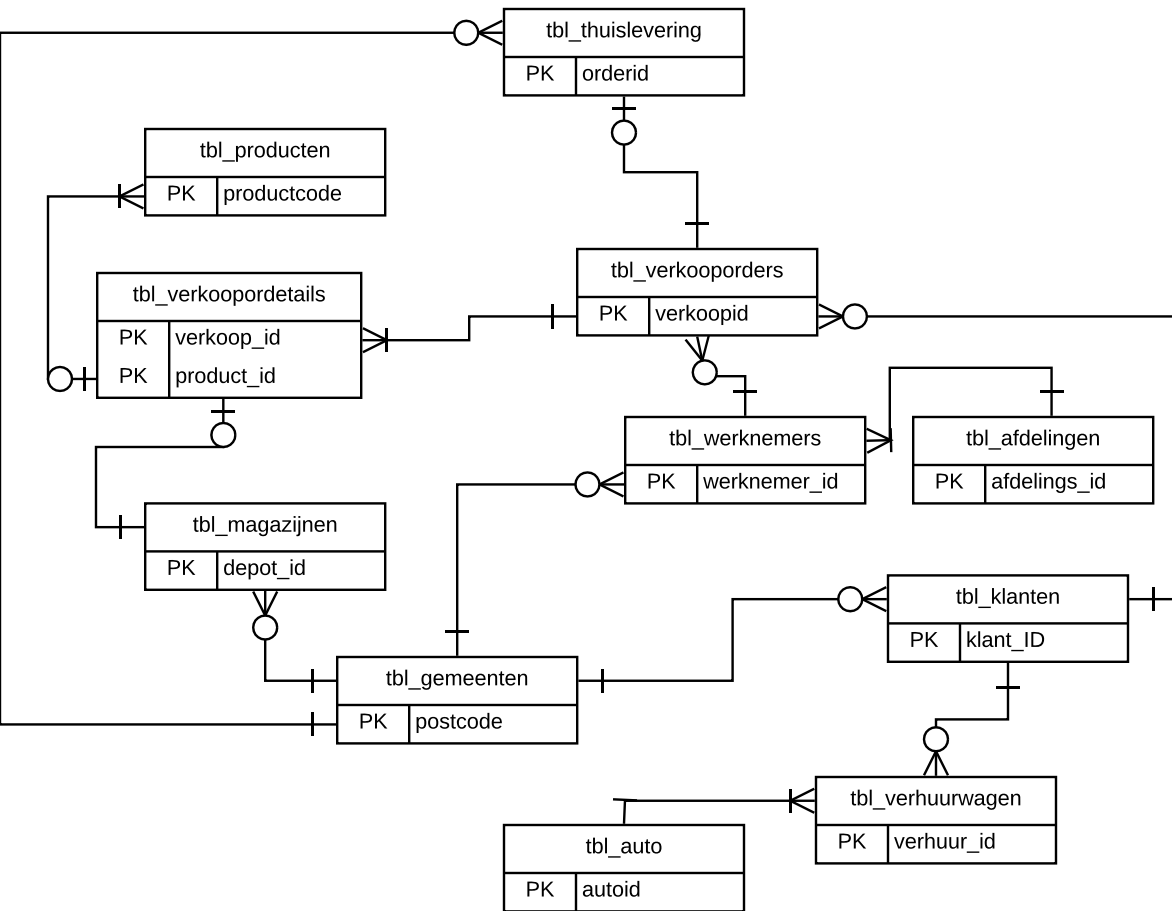 tbl_thuislevering
PK orderid
tbl_producten
PK productcode
tbl_verkooporders
PK verkoopid
tbl_verkoopordetails
PK verkoop_id
PK product_id
tbl_werknemers
PK werknemer_id
tbl_afdelingen
PK afdelings_id
tbl_magazijnen
PK depot_id
tbl_klanten
PK klant_ID
tbl_gemeenten
PK postcode
tbl_verhuurwagen
PK verhuur_id
tbl_auto
PK autoid